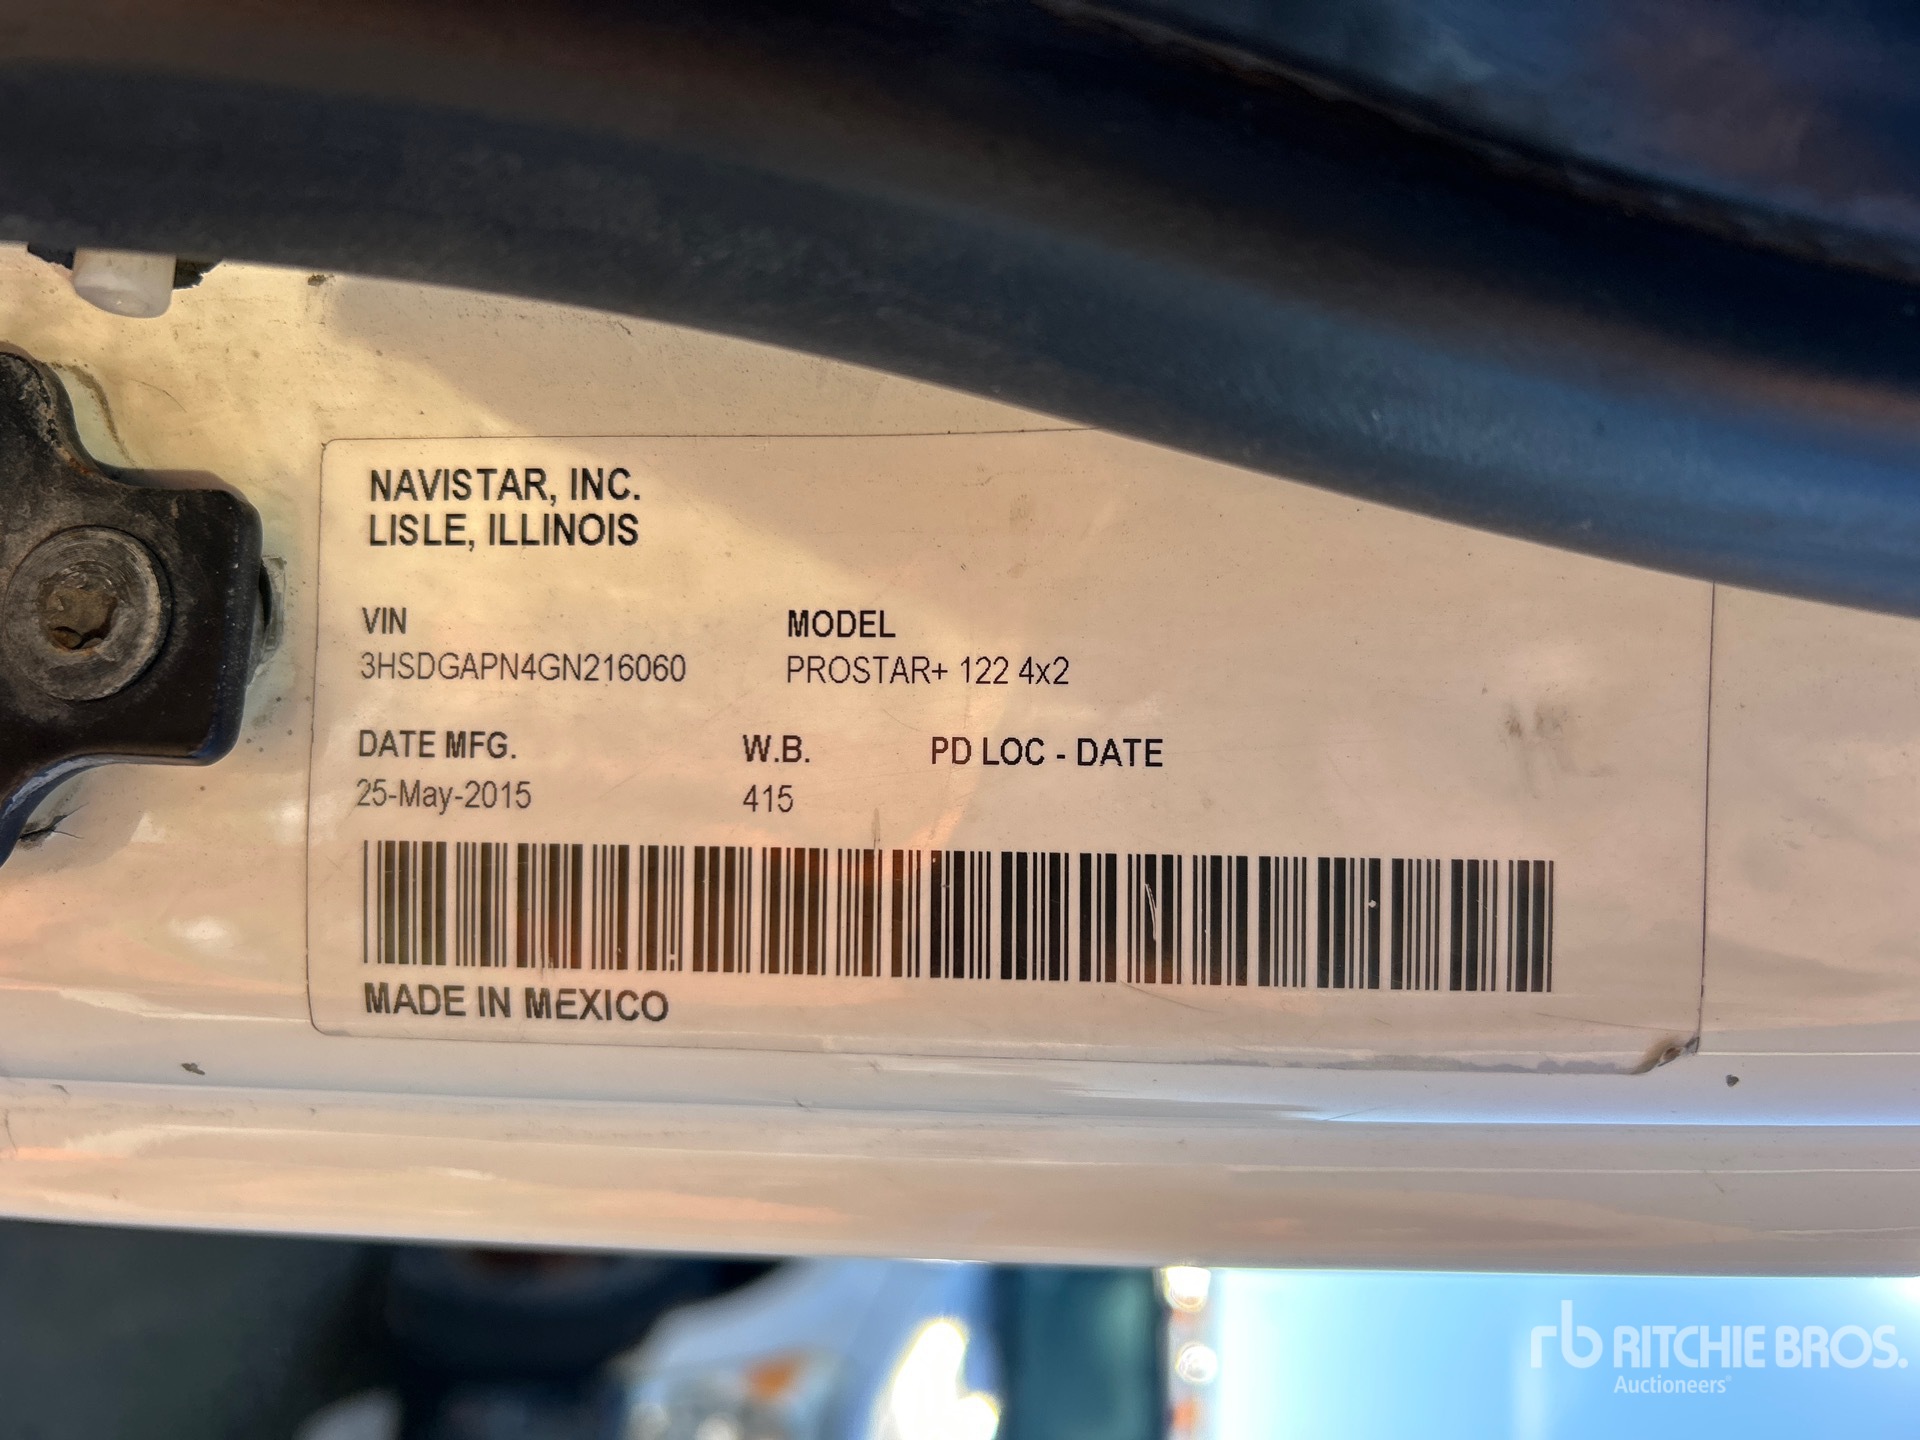 NAVISTAR, INC.
LISLE, ILLINOIS
VIN MODEL
3HSDGAPN4GN216060 PROSTAR+ 122 4x2
DATE MFG. W.B. PD LOC - DATE
25-May-2015 415
MADE IN MEXICO
rb RITCHIE BROS.
Auctioneers